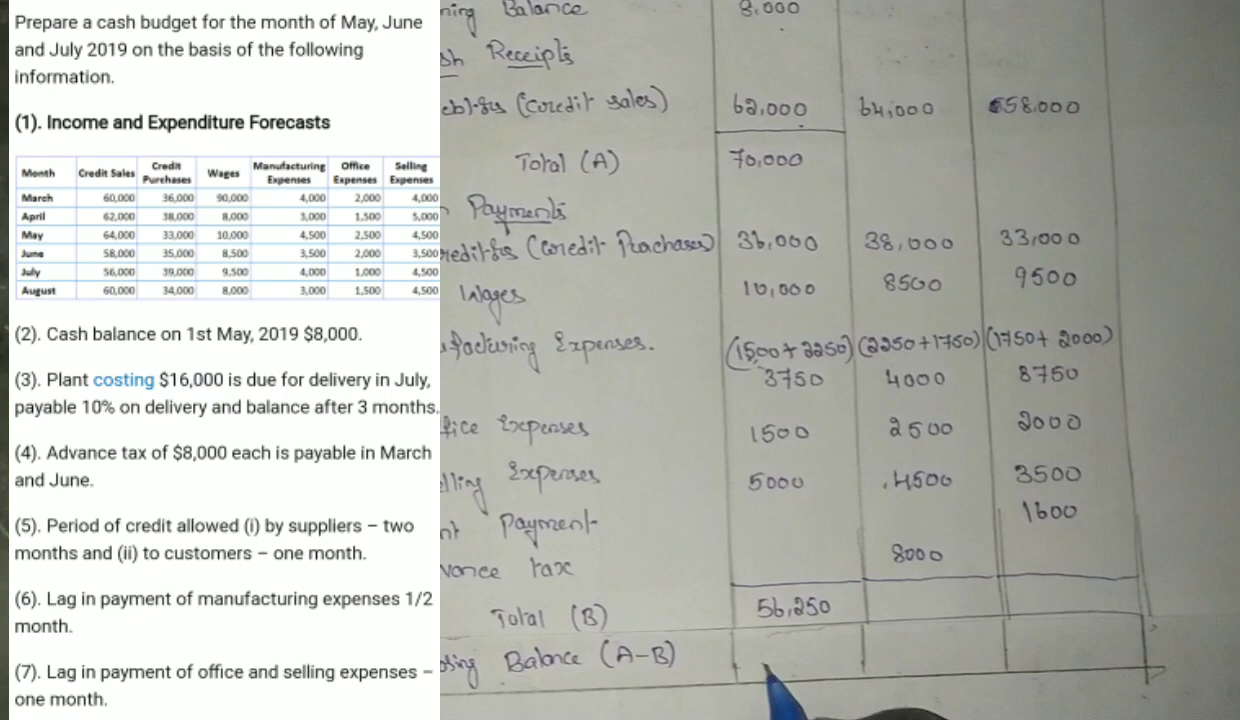 Prepare a cash budget for the month of May, June
and July 2019 on the basis of the following
information.
(1). Income and Expenditure Forecasts
Month Credit Sales Credit Purchases Wages Manufacturing Expenses Office Expenses Selling Expenses
March 60,000 36,000 90,000 4,000 2,000 4,000
April 62,000 38,000 8,000 3,000 1,500 5,000
May 64,000 33,000 10,000 4,500 2,500 4,500
June 58,000 35,000 8,500 3,500 2,000 3,500
July 56,000 39,000 9,500 4,000 1,000 4,500
August 60,000 34,000 8,000 3,000 1,500 4,500
(2). Cash balance on 1st May, 2019 $8,000.
(3). Plant costing $16,000 is due for delivery in July,
payable 10% on delivery and balance after 3 months.
(4). Advance tax of $8,000 each is payable in March
and June.
(5). Period of credit allowed (i) by suppliers – two
months and (ii) to customers – one month.
(6). Lag in payment of manufacturing expenses 1/2
month.
(7). Lag in payment of office and selling expenses –
one month.
ning Balance 8,000
sh Receipts
(Credit sales) 62,000 64,000 58,000
Total (A) 70,000
Payments
(Credit Purchases) 36,000 38,000 33,000
Wages 10,000 8500 9500
facturing Expenses. (1500+2250) (2250+1750) (1750+2000)
3750 4000 8750
fice Expenses 1500 2500 2000
lling Expenses 5000 4500 3500
nt Payment 1600
vance tax 8000
Total (B) 56,250
sing Balance (A-B)